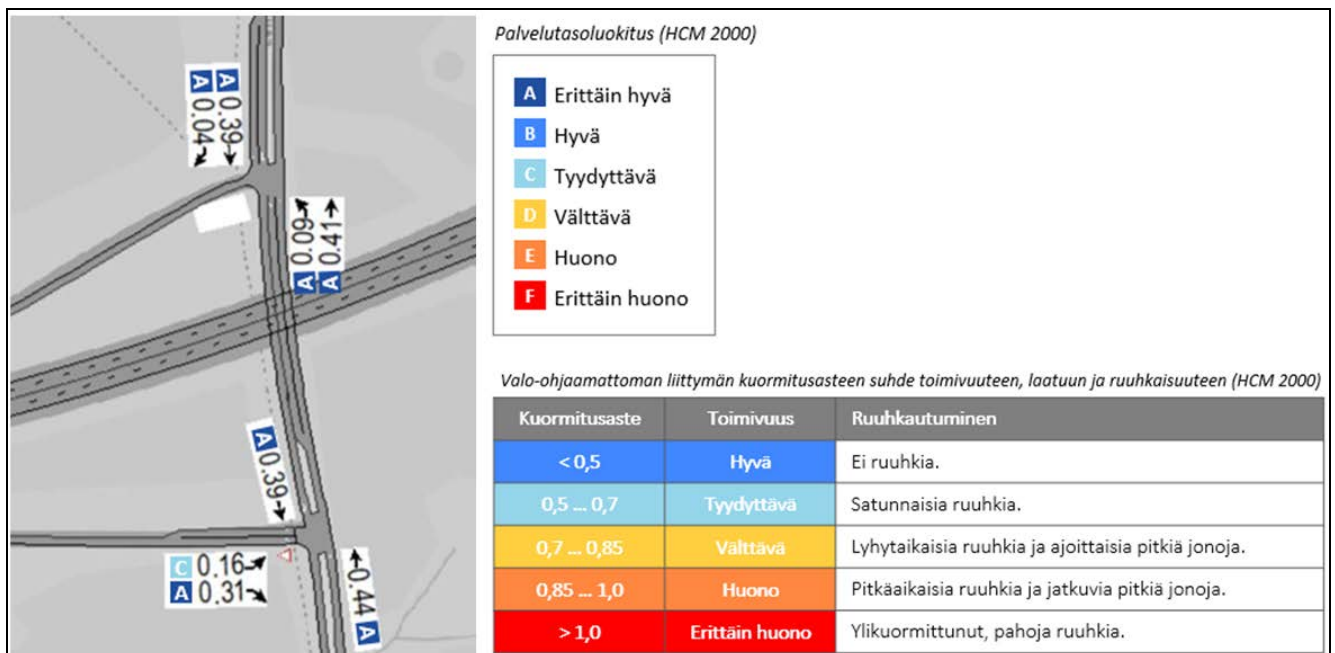 A 0.39
A 0.04
A 0.09
A 0.41
A 0.39
C 0.16
A 0.31
0.44 A
Palvelutasoluokitus (HCM 2000)
A Erittäin hyvä
B Hyvä
C Tyydyttävä
D Välttävä
E Huono
F Erittäin huono
Valo-ohjaamattoman liittymän kuormitusasteen suhde toimivuuteen, laatuun ja ruuhkaisuuteen (HCM 2000)
Kuormitusaste Toimivuus Ruuhkautuminen
< 0,5 Hyvä Ei ruuhkia.
0,5 ... 0,7 Tyydyttävä Satunnaisia ruuhkia.
0,7 ... 0,85 Välttävä Lyhytaikaisia ruuhkia ja ajoittaisia pitkiä jonoja.
0,85 ... 1,0 Huono Pitkäaikaisia ruuhkia ja jatkuvia pitkiä jonoja.
> 1,0 Erittäin huono Ylikuormittunut, pahoja ruuhkia.